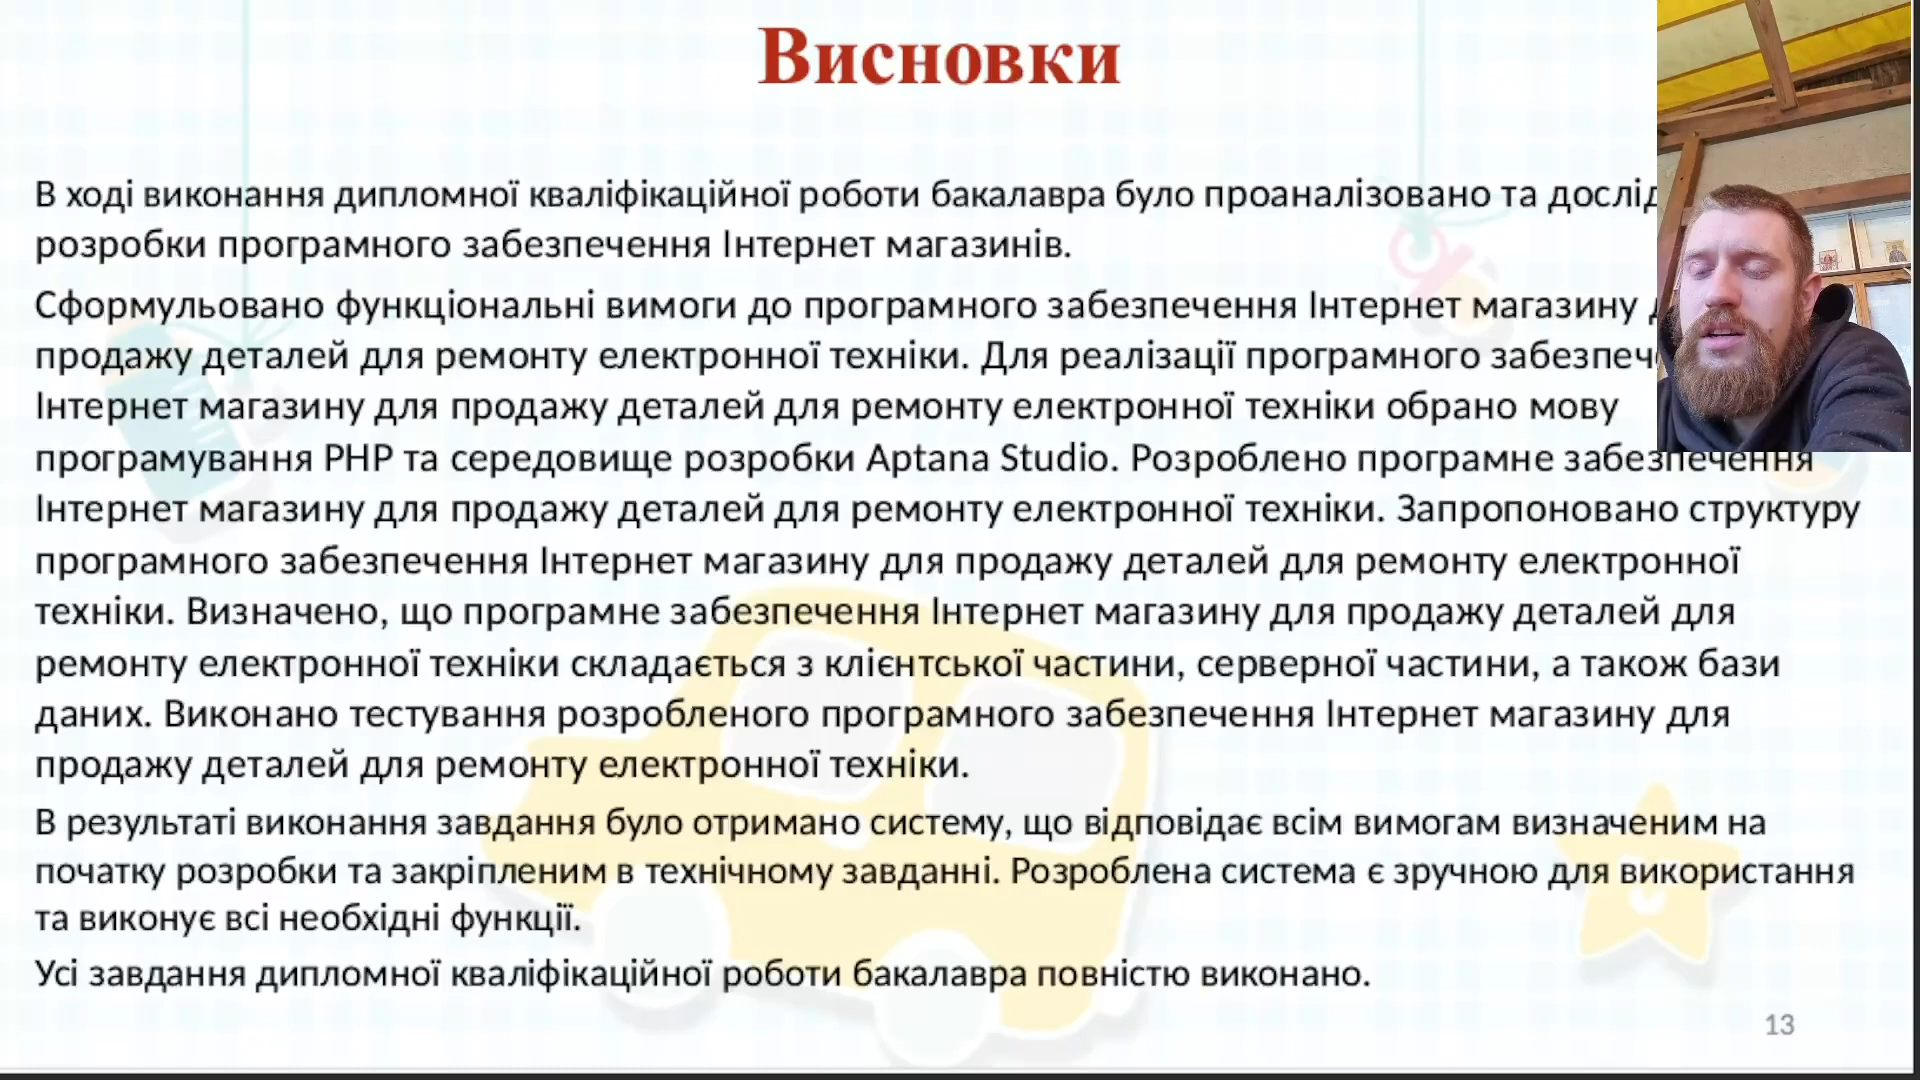 Висновки
В ході виконання дипломної кваліфікаційної роботи бакалавра було проаналізовано та
розробки програмного забезпечення Інтернет магазинів.
Сформульовано функціональні вимоги до програмного забезпечення Інтернет магазину
продажу деталей для ремонту електронної техніки. Для реалізації програмного
Інтернет магазину для продажу деталей для ремонту електронної техніки обрано мову
програмування PHP та середовище розробки Aptana Studio. Розроблено програмне забезпечення
Інтернет магазину для продажу деталей для ремонту електронної техніки. Запропоновано структуру
програмного забезпечення Інтернет магазину для продажу деталей для ремонту електронної
техніки. Визначено, що програмне забезпечення Інтернет магазину для продажу деталей для
ремонту електронної техніки складається з клієнтської частини, серверної частини, а також бази
даних. Виконано тестування розробленого програмного забезпечення Інтернет магазину для
продажу деталей для ремонту електронної техніки.
В результаті виконання завдання було отримано систему, що відповідає всім вимогам визначеним на
початку розробки та закріпленим в технічному завданні. Розроблена система є зручною для використання
та виконує всі необхідні функції.
Усі завдання дипломної кваліфікаційної роботи бакалавра повністю виконано.
13